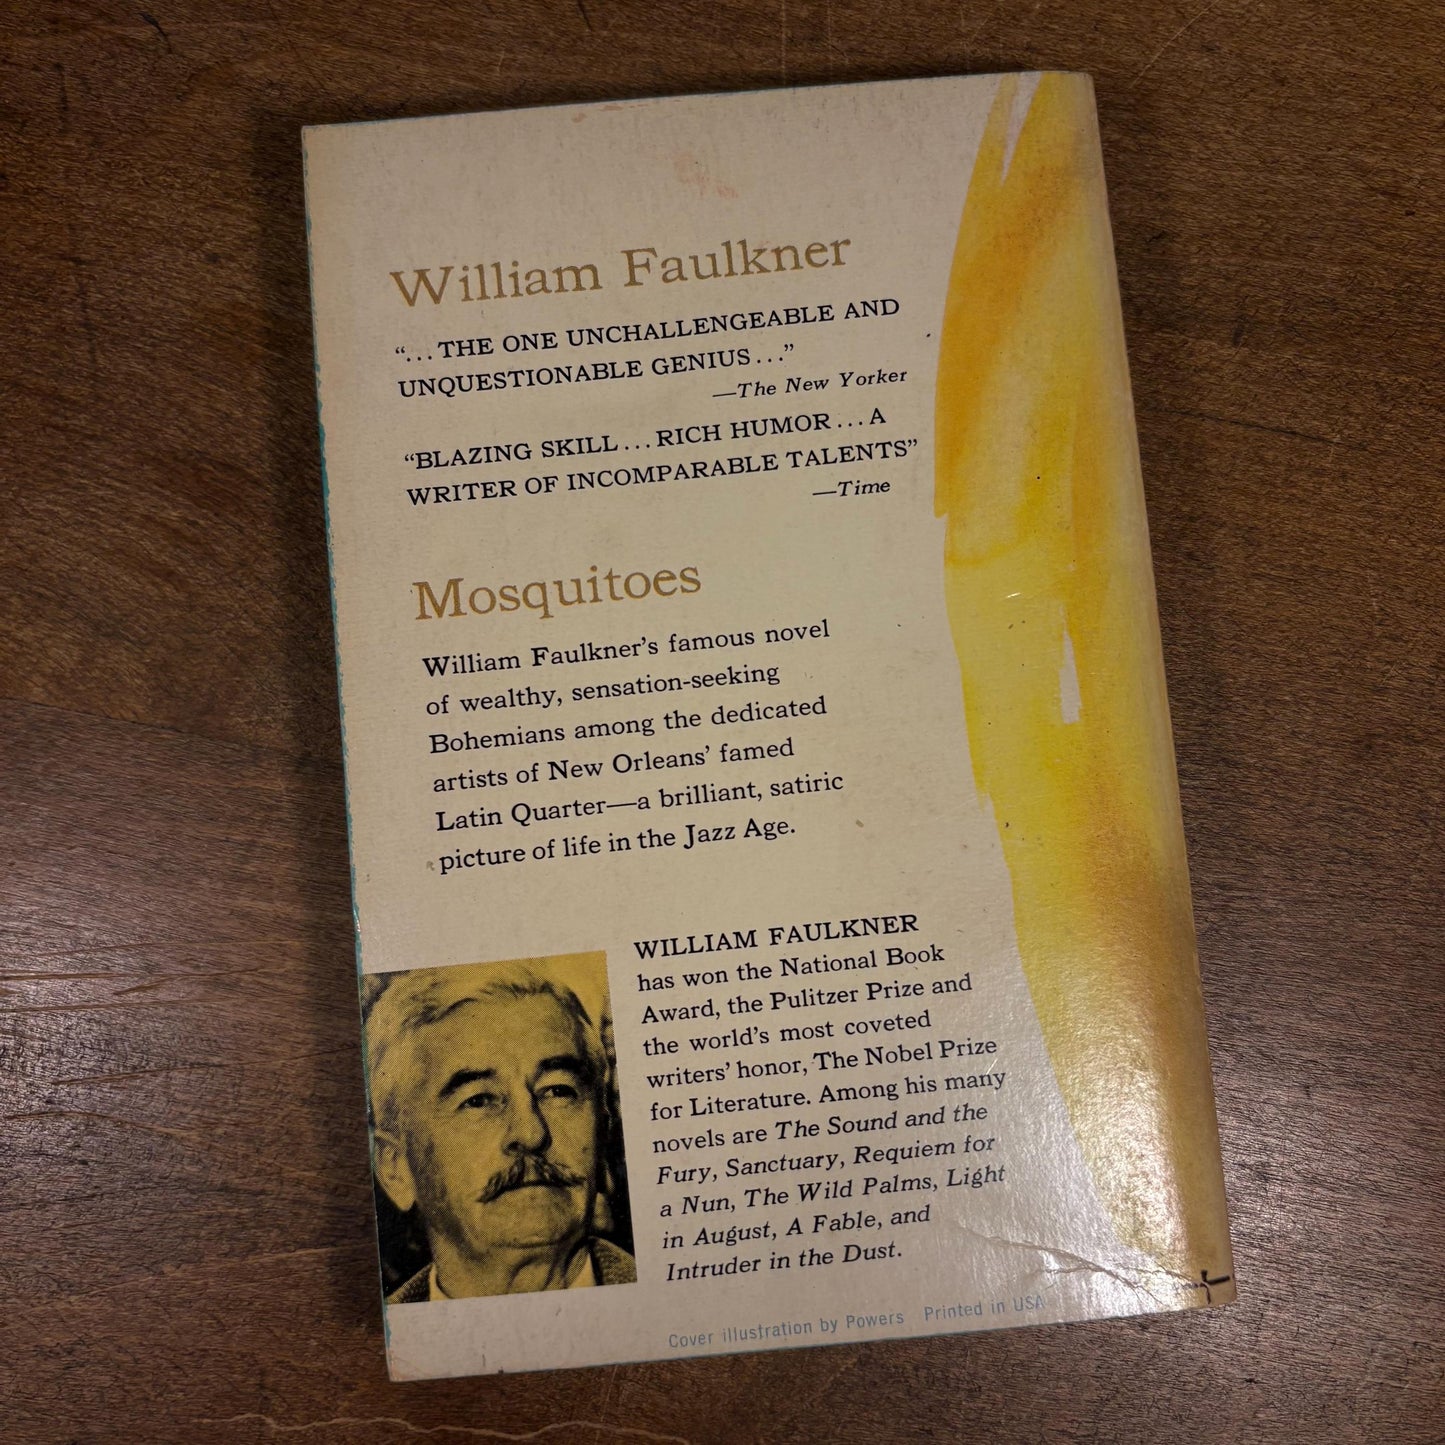 William Faulkner
“...THE ONE UNCHALLENGEABLE AND
UNQUESTIONABLE GENIUS...”
—The New Yorker
“BLAZING SKILL...RICH HUMOR...A
WRITER OF INCOMPARABLE TALENTS”
—Time
Mosquitoes
William Faulkner’s famous novel
of wealthy, sensation-seeking
Bohemians among the dedicated
artists of New Orleans’ famed
Latin Quarter—a brilliant, satiric
picture of life in the Jazz Age.
WILLIAM FAULKNER
has won the National Book
Award, the Pulitzer Prize and
the world’s most coveted
writers’ honor, The Nobel Prize
for Literature. Among his many
novels are The Sound and the
Fury, Sanctuary, Requiem for
a Nun, The Wild Palms, Light
in August, A Fable, and
Intruder in the Dust.
Cover illustration by Powers Printed in USA